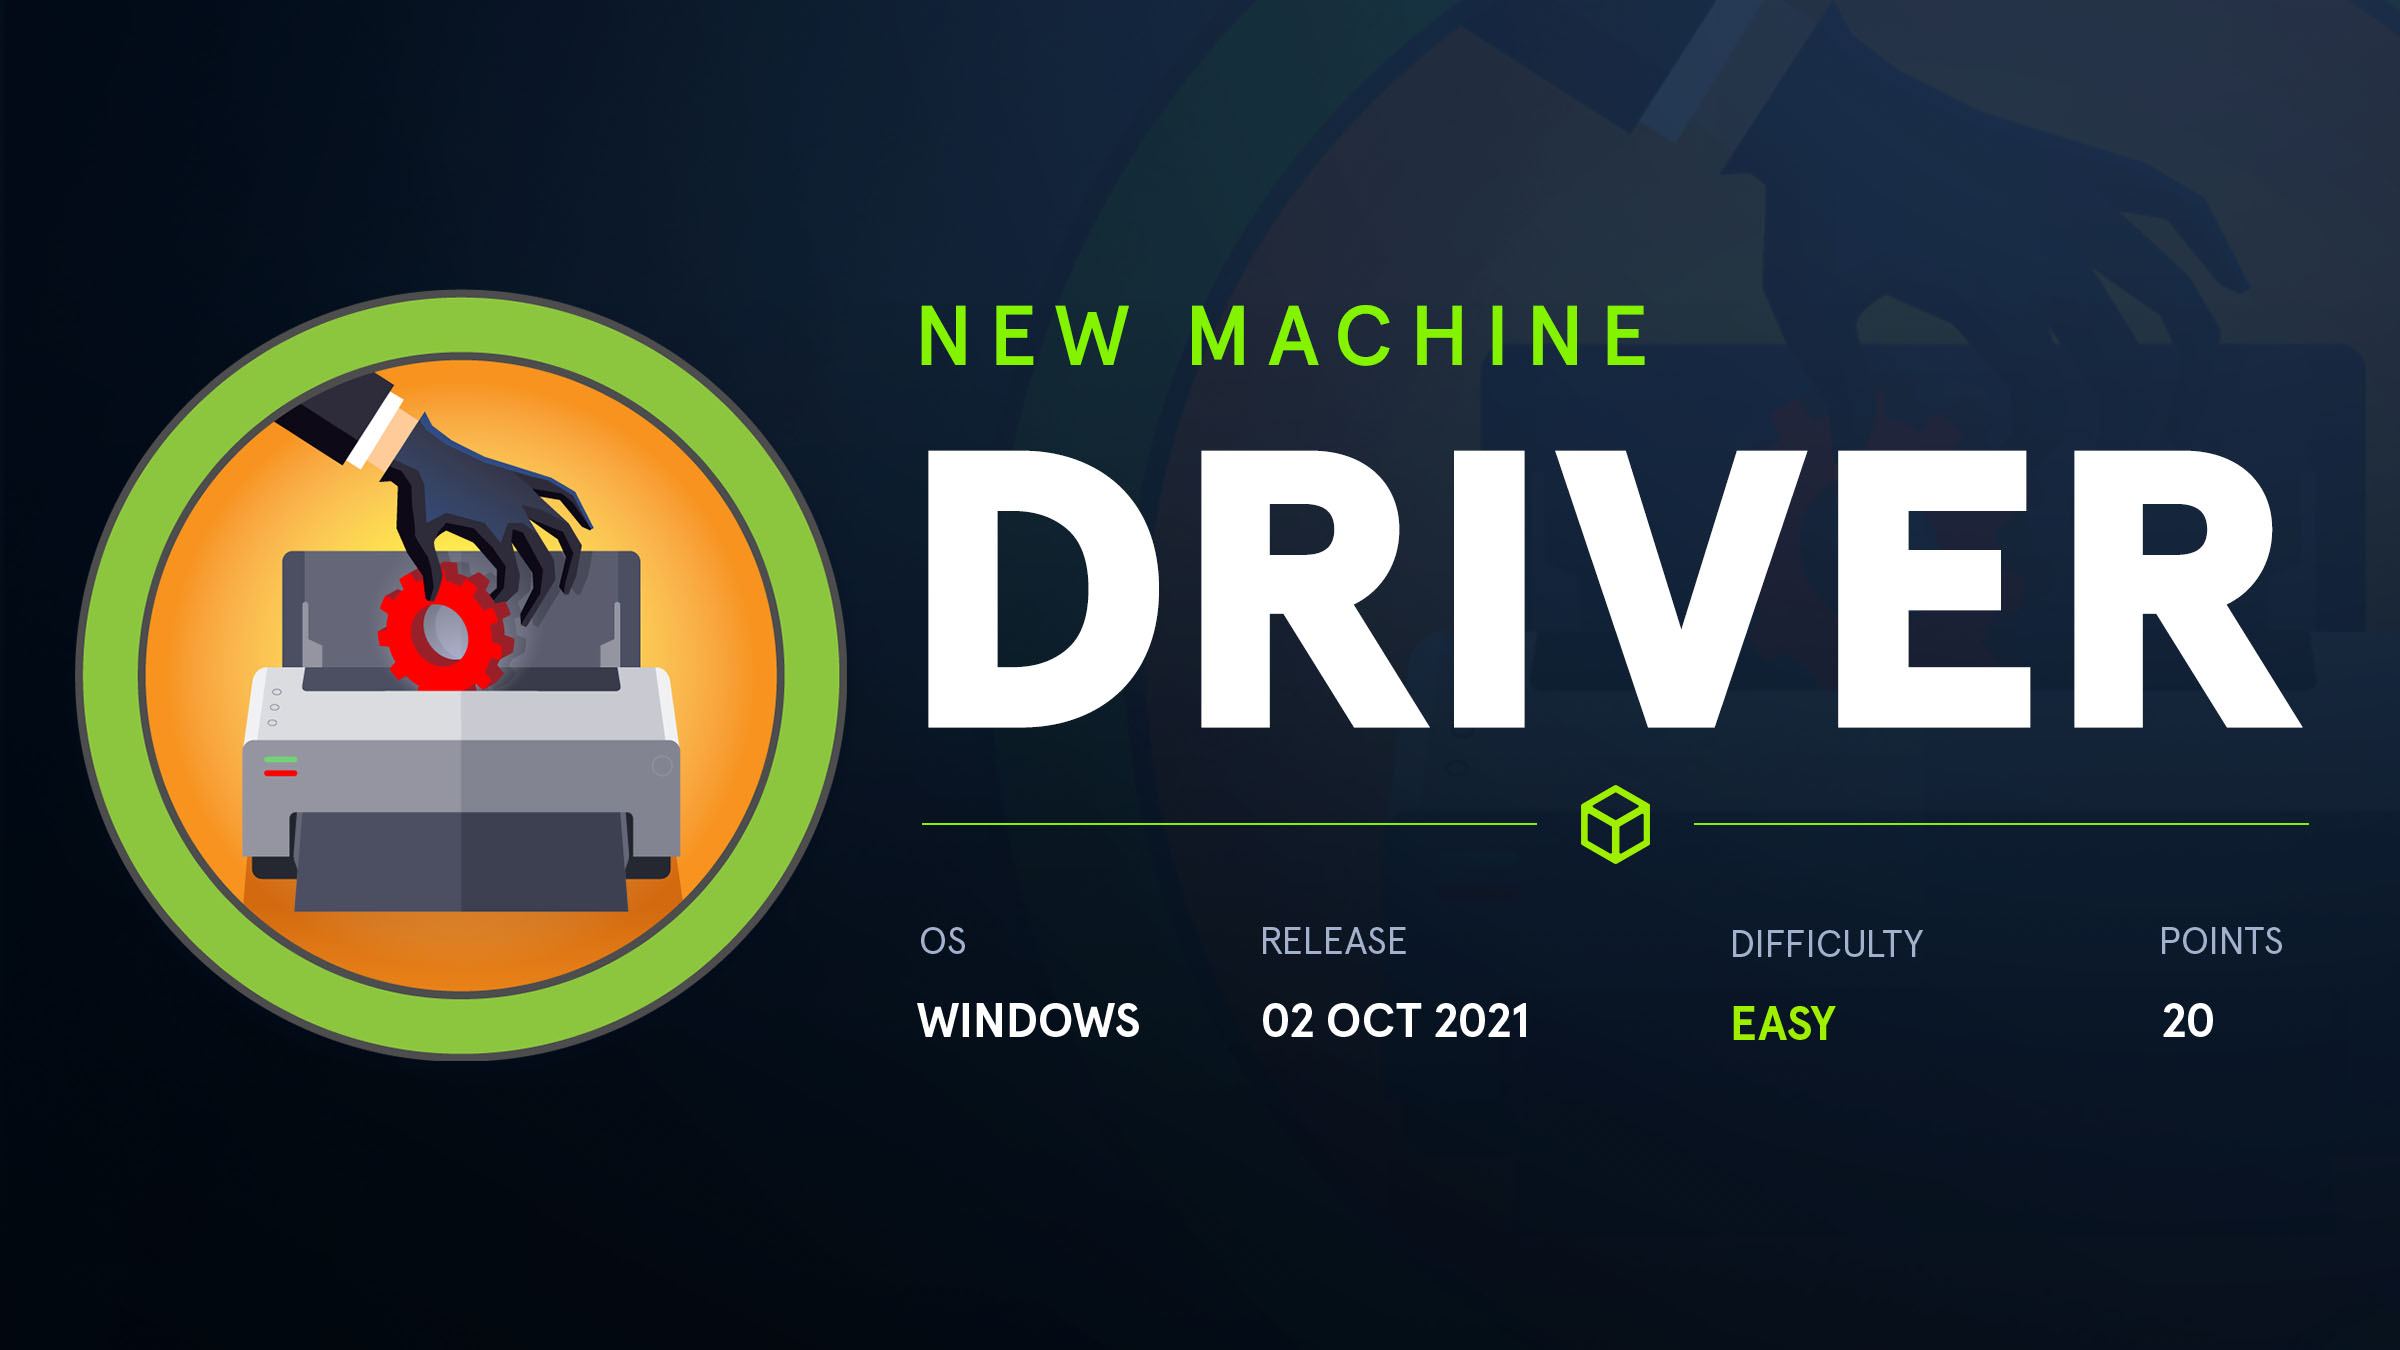 NEW MACHINE
DRIVER
OS RELEASE DIFFICULTY POINTS
WINDOWS 02 OCT 2021 EASY 20